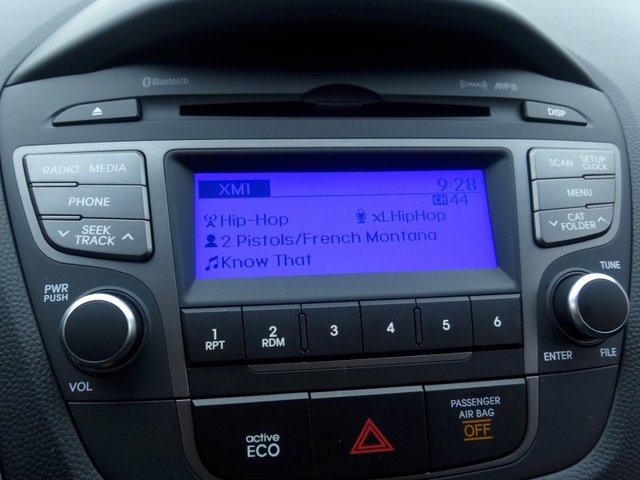 Bluetooth
XM
MP3
DISP
RADIO MEDIA
SCAN SETUP CLOCK
PHONE
MENU
SEEK TRACK
CAT FOLDER
XM1 9:28
CH 44
Hip-Hop xLHipHop
2 Pistols/French Montana
Know That
PWR PUSH
TUNE
1 RPT
2 RDM
3
4
5
6
VOL
ENTER FILE
active ECO
PASSENGER AIR BAG OFF